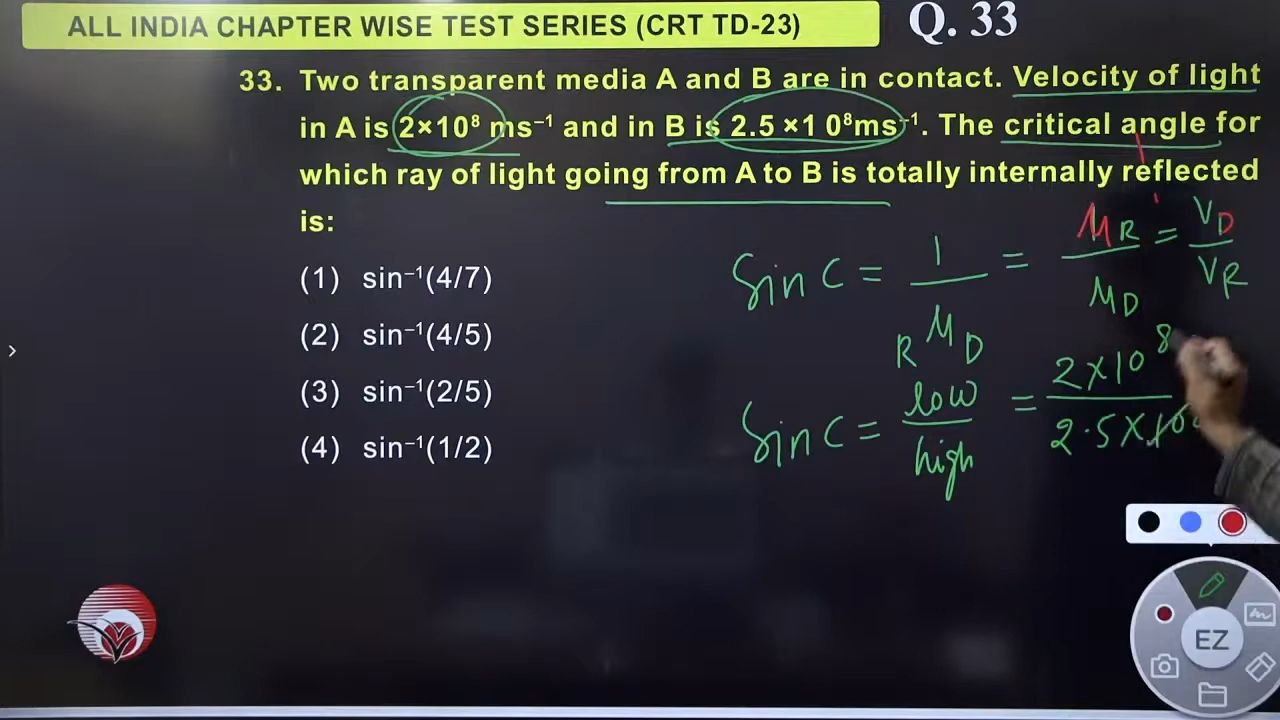 ALL INDIA CHAPTER WISE TEST SERIES (CRT TD-23)
Q. 33
33. Two transparent media A and B are in contact. Velocity of light
in A is 2×10⁸ ms⁻¹ and in B is 2.5 ×1 0⁸ms⁻¹. The critical angle for
which ray of light going from A to B is totally internally reflected
is:
(1) sin⁻¹(4/7)
(2) sin⁻¹(4/5)
(3) sin⁻¹(2/5)
(4) sin⁻¹(1/2)
Sin C = 1 / RμD = μR / μD = VD / VR
Sin C = low / high = 2×10⁸ / 2.5×10
EZ